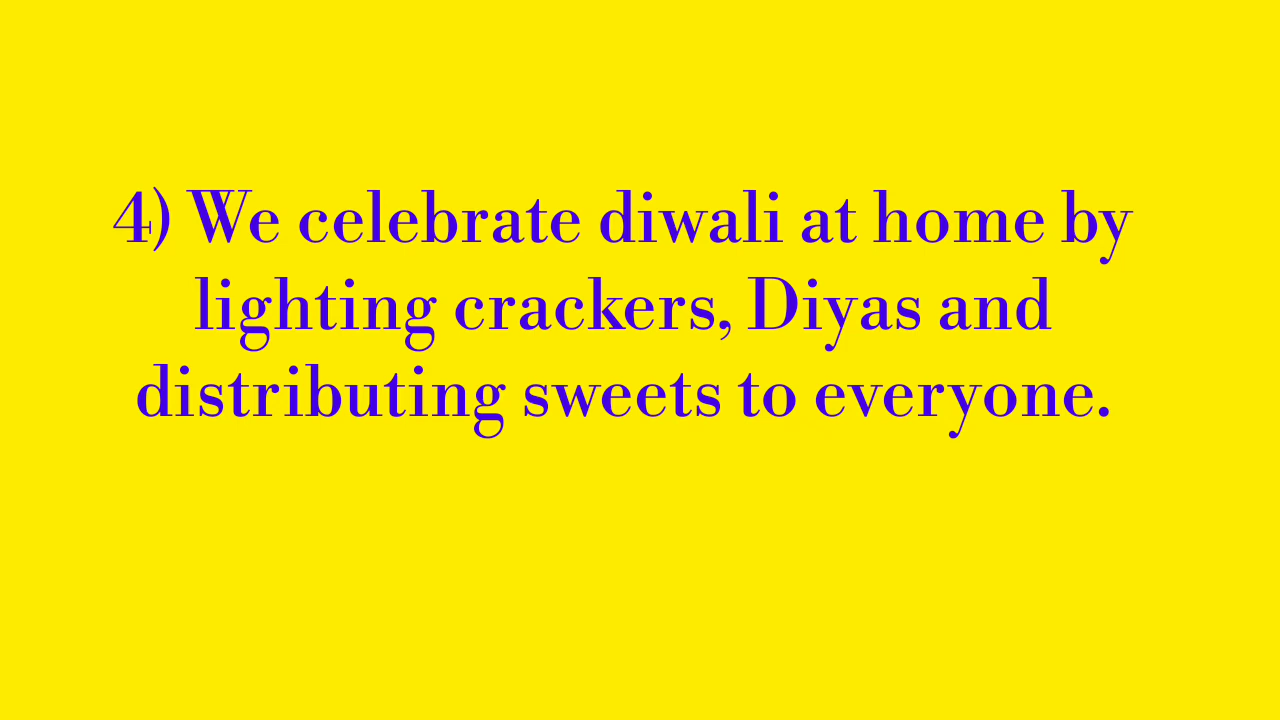 4) We celebrate diwali at home by
lighting crackers, Diyas and
distributing sweets to everyone.